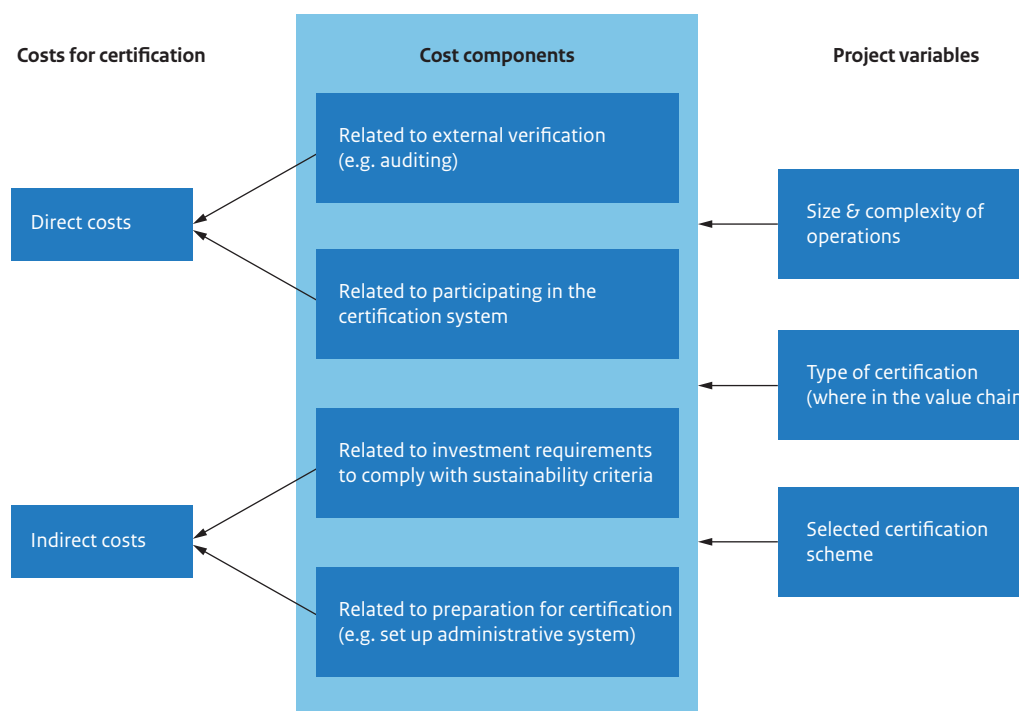 Costs for certification
Cost components
Project variables
Related to external verification
(e.g. auditing)
Direct costs
Related to participating in the
certification system
Related to investment requirements
to comply with sustainability criteria
Indirect costs
Related to preparation for certification
(e.g. set up administrative system)
Size & complexity of
operations
Type of certification
(where in the value chain
Selected certification
scheme